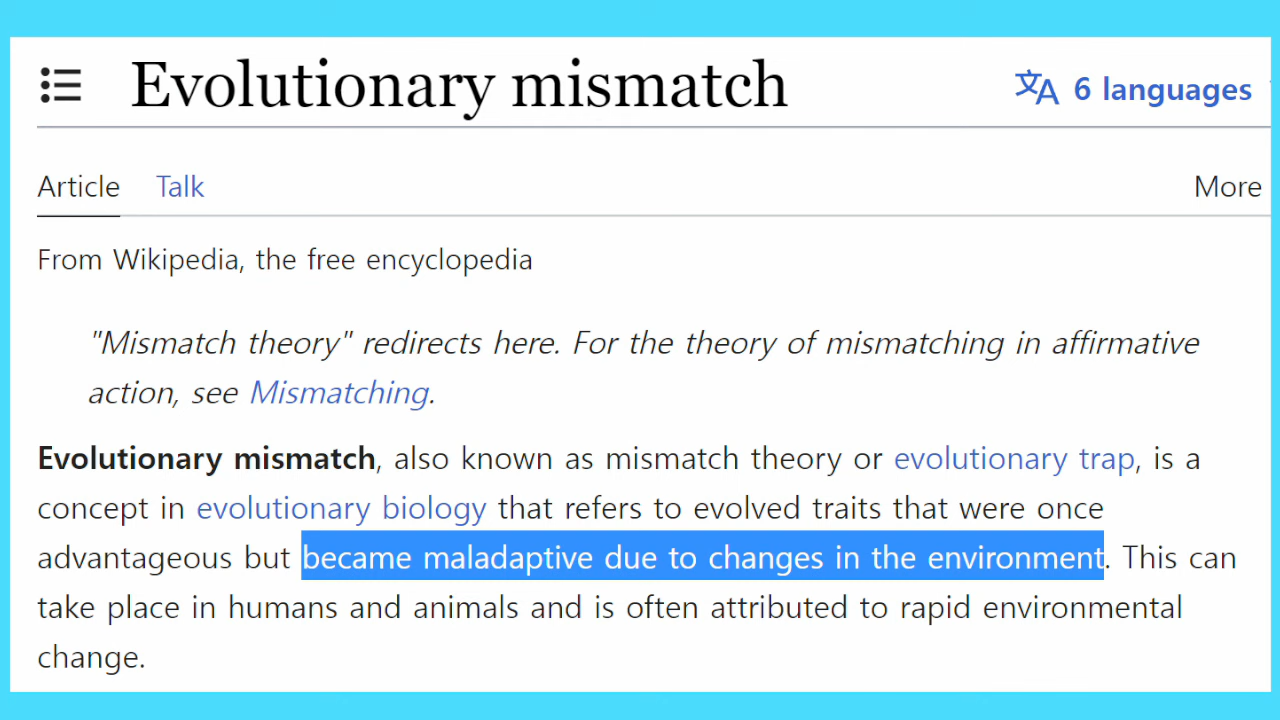 Evolutionary mismatch
6 languages
Article Talk More
From Wikipedia, the free encyclopedia
"Mismatch theory" redirects here. For the theory of mismatching in affirmative
action, see Mismatching.
Evolutionary mismatch, also known as mismatch theory or evolutionary trap, is a
concept in evolutionary biology that refers to evolved traits that were once
advantageous but became maladaptive due to changes in the environment. This can
take place in humans and animals and is often attributed to rapid environmental
change.